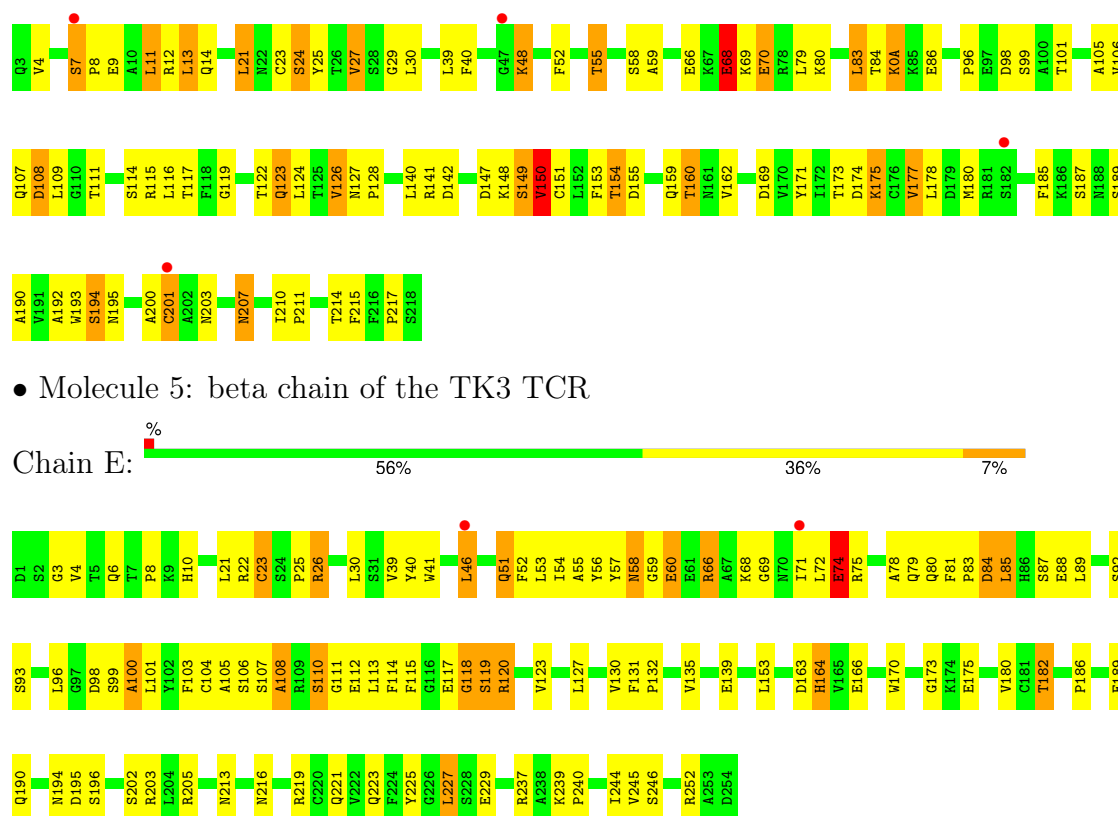 Q3 V4 S7 P8 E9 A10 L11 R12 L13 Q14 L21 N22 C23 S24 Y25 T26 V27 S28 G29 L30 L39 F40 G47 K48 F52 T55 S58 A59 E66 K67 E68 K69 E70 R78 L79 K80 L83 T84 K0A K85 E86 P96 E97 D98 S99 A100 T101 A105 V106
Q107 D108 L109 G110 T111 S114 R115 L116 T117 F118 G119 T122 Q123 L124 T125 V126 N127 P128 L140 R141 D142 D147 K148 S149 V150 C151 L152 F153 T154 D155 Q159 T160 N161 V162 D169 V170 Y171 I172 T173 D174 K175 C176 V177 L178 D179 M180 R181 S182 F185 K186 S187 N188 S189
A190 V191 A192 W193 S194 N195 A200 C201 A202 N203 N207 I210 P211 T214 F215 F216 P217 S218
• Molecule 5: beta chain of the TK3 TCR
%
Chain E:
56% 36% 7%
D1 S2 G3 V4 T5 Q6 T7 P8 K9 H10 L21 R22 C23 S24 P25 R26 L30 S31 V39 Y40 W41 L46 Q51 F52 L53 I54 A55 Y56 Y57 N58 G59 E60 E61 R66 A67 K68 G69 N70 I71 L72 E74 R75 A78 Q79 Q80 F81 P83 D84 L85 H86 S87 E88 L89
S93 L96 G97 D98 S99 A100 L101 Y102 F103 C104 A105 S106 S107 A108 R109 S110 G111 E112 L113 F114 F115 G116 E117 G118 S119 R120 V123 L127 V130 F131 P132 V135 E139 L153 D163 H164 V165 E166 W170 G173 K174 E175 V180 C181 T182 P186
Q190 N194 D195 S196 S202 R203 L204 R205 N213 N216 R219 C220 Q221 V222 Q223 F224 Y225 G226 L227 S228 E229 R237 A238 K239 P240 I244 V245 S246 R252 A253 D254